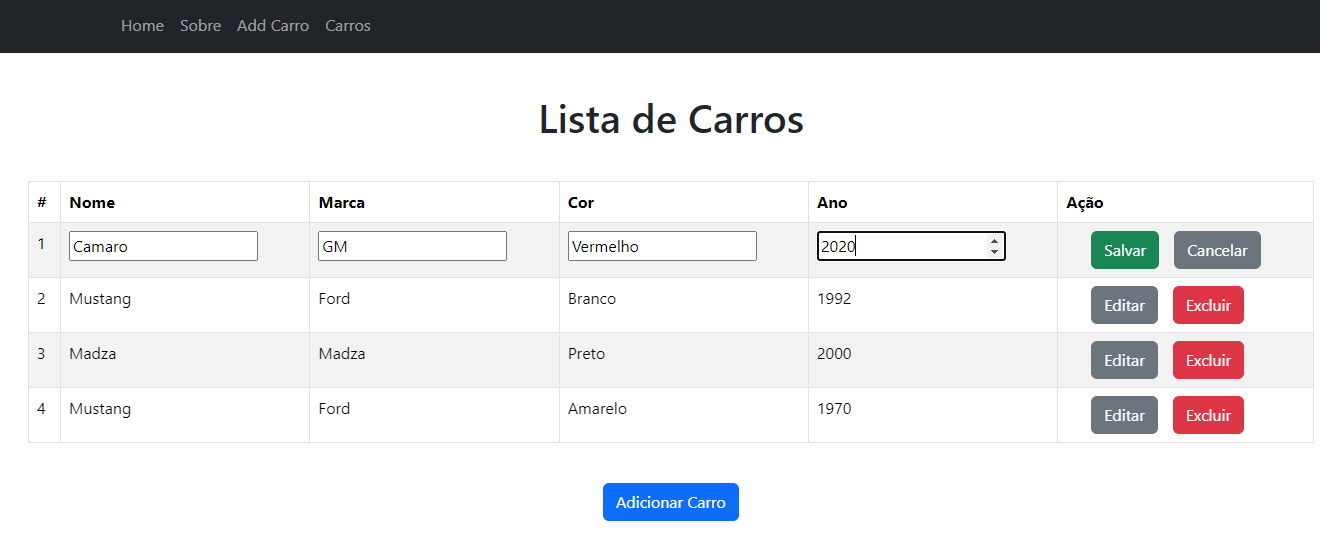 Home Sobre Add Carro Carros
Lista de Carros
# Nome Marca Cor Ano Ação
1 Camaro GM Vermelho 2020 Salvar Cancelar
2 Mustang Ford Branco 1992 Editar Excluir
3 Madza Madza Preto 2000 Editar Excluir
4 Mustang Ford Amarelo 1970 Editar Excluir
Adicionar Carro